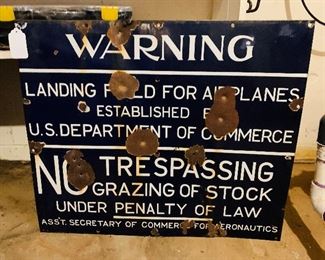 WARNING
LANDING FIELD FOR AIRPLANES
ESTABLISHED BY
U.S. DEPARTMENT OF COMMERCE
NO TRESPASSING
GRAZING OF STOCK
UNDER PENALTY OF LAW
ASST. SECRETARY OF COMMERCE FOR AERONAUTICS